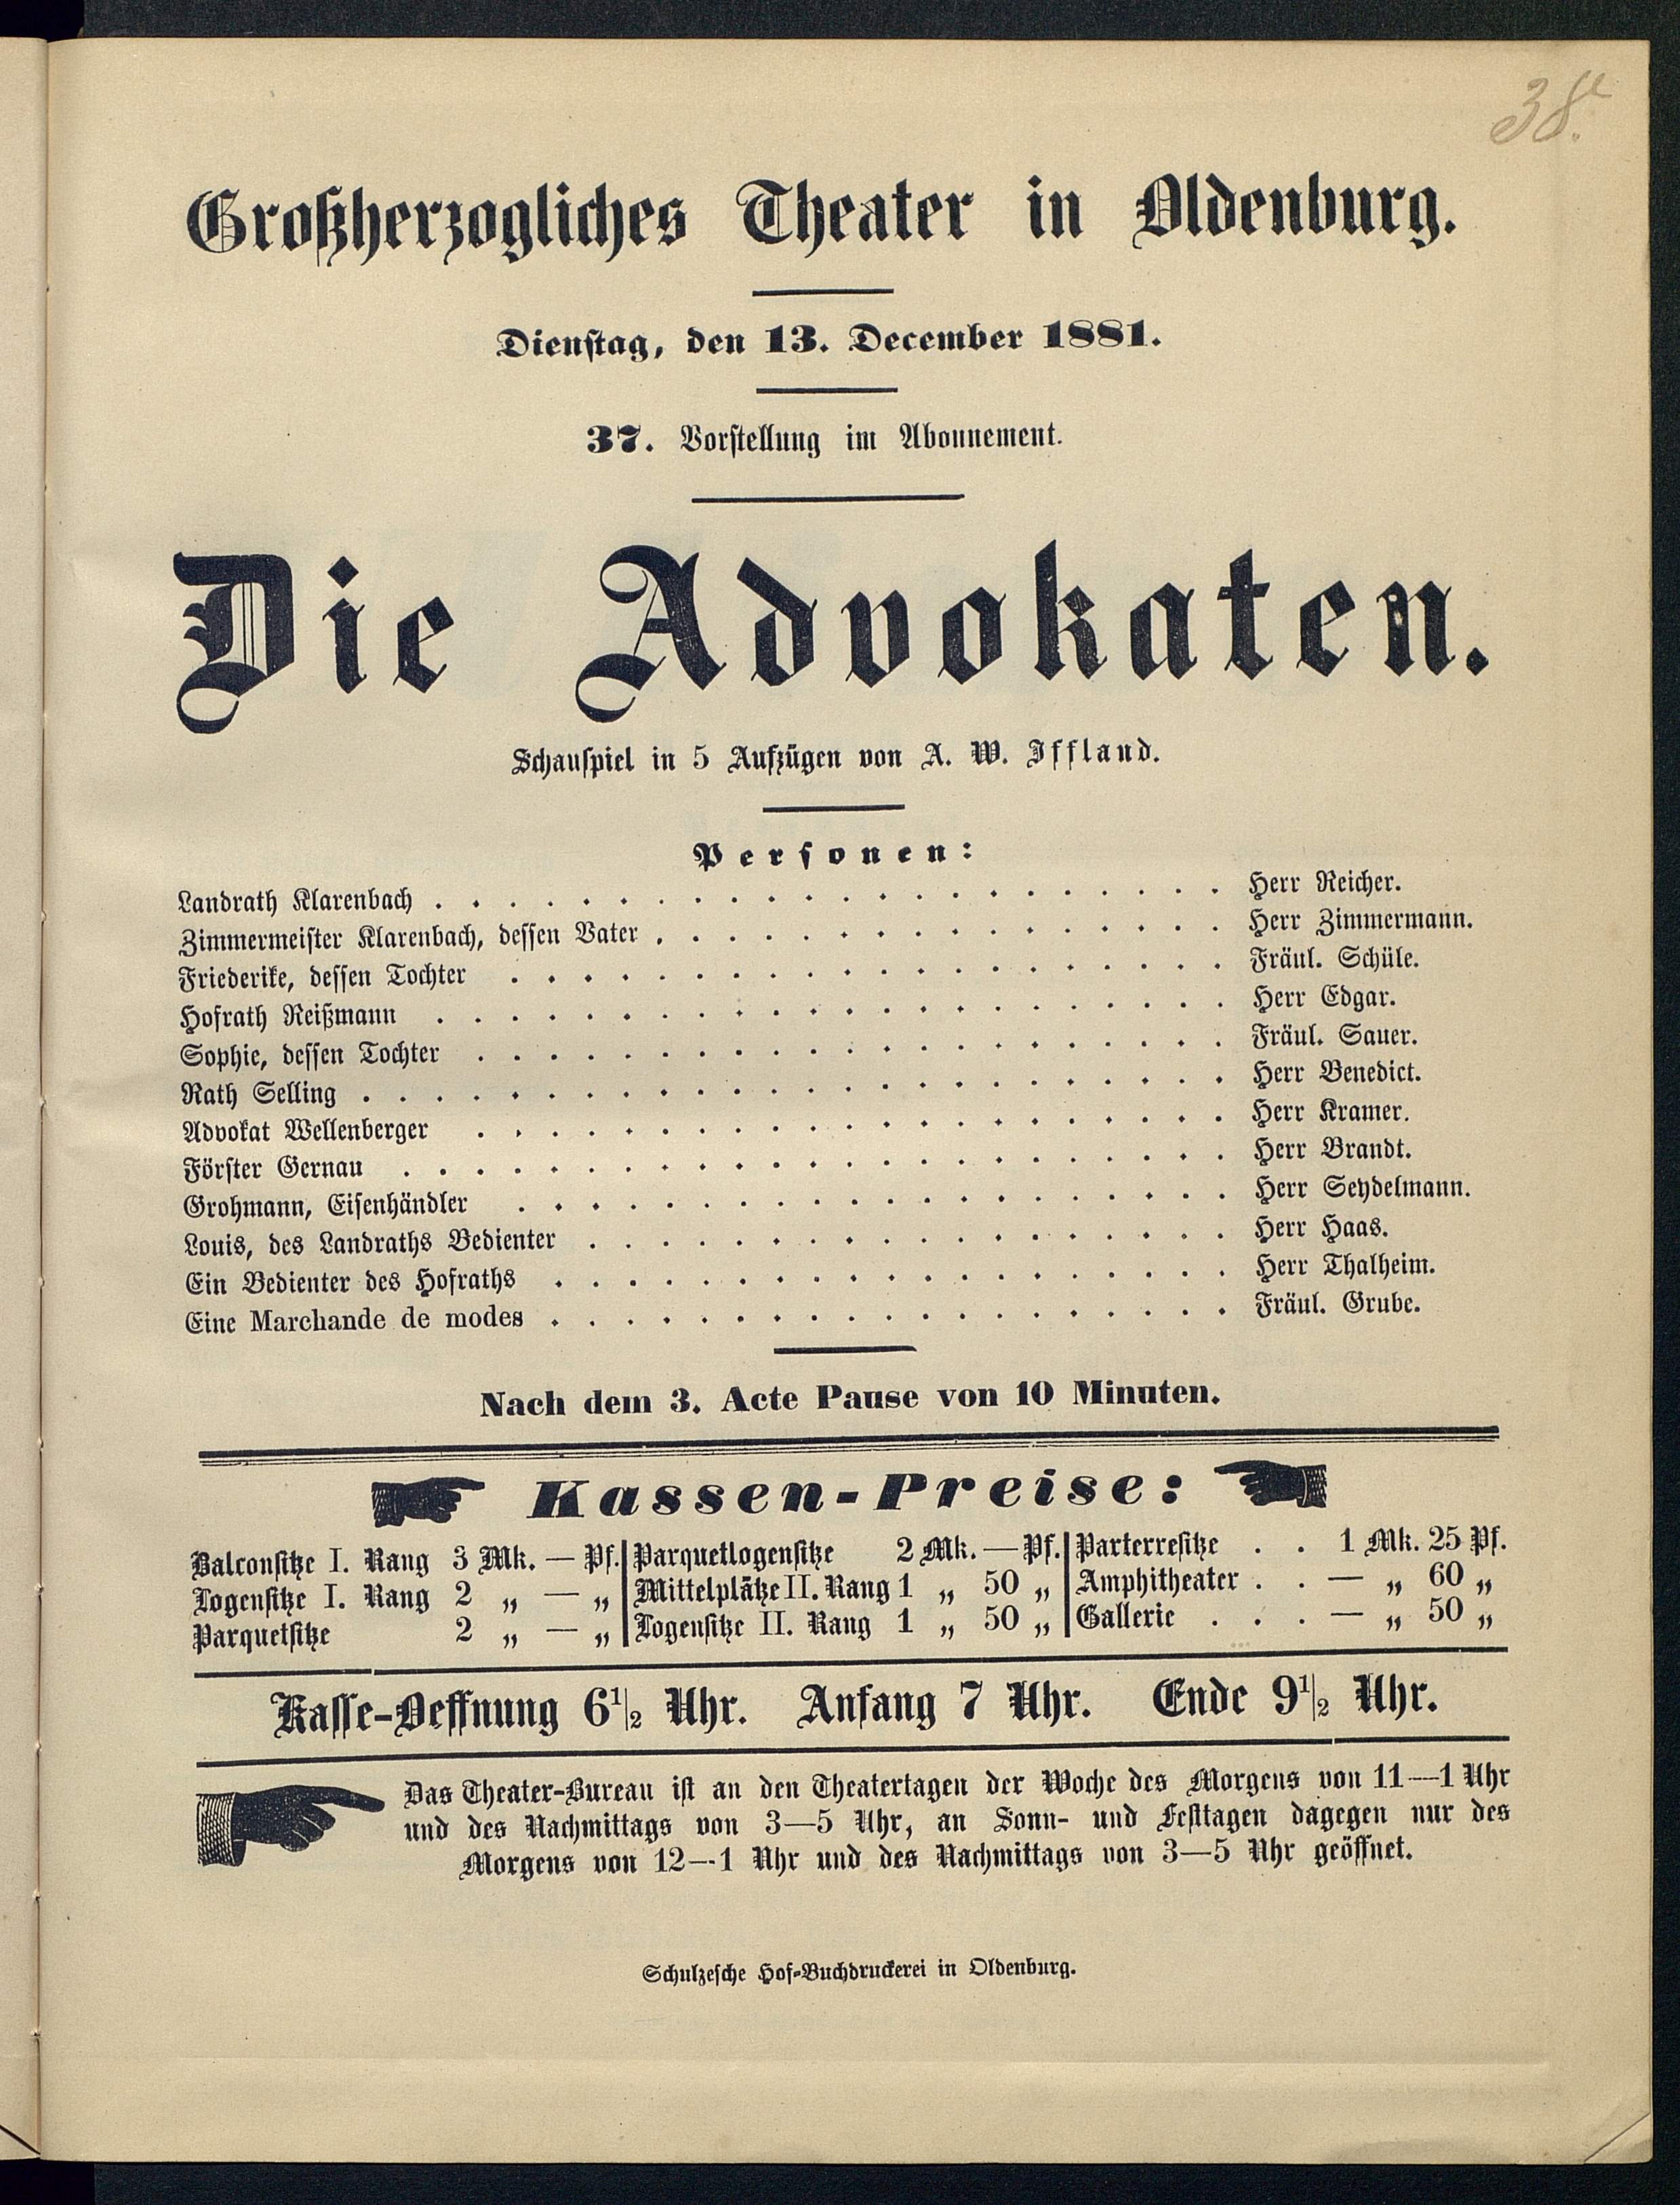 38.
Großherzogliches Theater in Oldenburg.
Dienstag, den 13. December 1881.
37. Vorstellung im Abonnement.
Die Advokaten.
Schauspiel in 5 Aufzügen von A. W. Iffland.
Personen:
Landrath Klarenbach . . . . . . . . . . Herr Reicher.
Zimmermeister Klarenbach, dessen Vater . . . . . . . . . . Herr Zimmermann.
Friederike, dessen Tochter . . . . . . . . . . Fräul. Schüle.
Hofrath Reißmann . . . . . . . . . . Herr Edgar.
Sophie, dessen Tochter . . . . . . . . . . Fräul. Sauer.
Rath Selling . . . . . . . . . . Herr Benedict.
Advokat Wellenberger . . . . . . . . . . Herr Kramer.
Förster Gernau . . . . . . . . . . Herr Brandt.
Grohmann, Eisenhändler . . . . . . . . . . Herr Seydelmann.
Louis, des Landraths Bedienter . . . . . . . . . . Herr Haas.
Ein Bedienter des Hofraths . . . . . . . . . . Herr Thalheim.
Eine Marchande de modes . . . . . . . . . . Fräul. Grube.
Nach dem 3. Acte Pause von 10 Minuten.
Kassen-Preise:
Balconsitze I. Rang 3 Mk. — Pf. Parquetlogensitze 2 Mk. — Pf. Parterresitze . . 1 Mk. 25 Pf.
Logensitze I. Rang 2 „ — „ Mittelplätze II. Rang 1 „ 50 „ Amphitheater . . — „ 60 „
Parquetsitze 2 „ — „ Logensitze II. Rang 1 „ 50 „ Gallerie . . . — „ 50 „
Kasse-Oeffnung 6½ Uhr. Anfang 7 Uhr. Ende 9½ Uhr.
Das Theater-Bureau ist an den Theatertagen der Woche des Morgens von 11—1 Uhr
und des Nachmittags von 3—5 Uhr, an Sonn- und Festtagen dagegen nur des
Morgens von 12—1 Uhr und des Nachmittags von 3—5 Uhr geöffnet.
Schulzesche Hof-Buchdruckerei in Oldenburg.